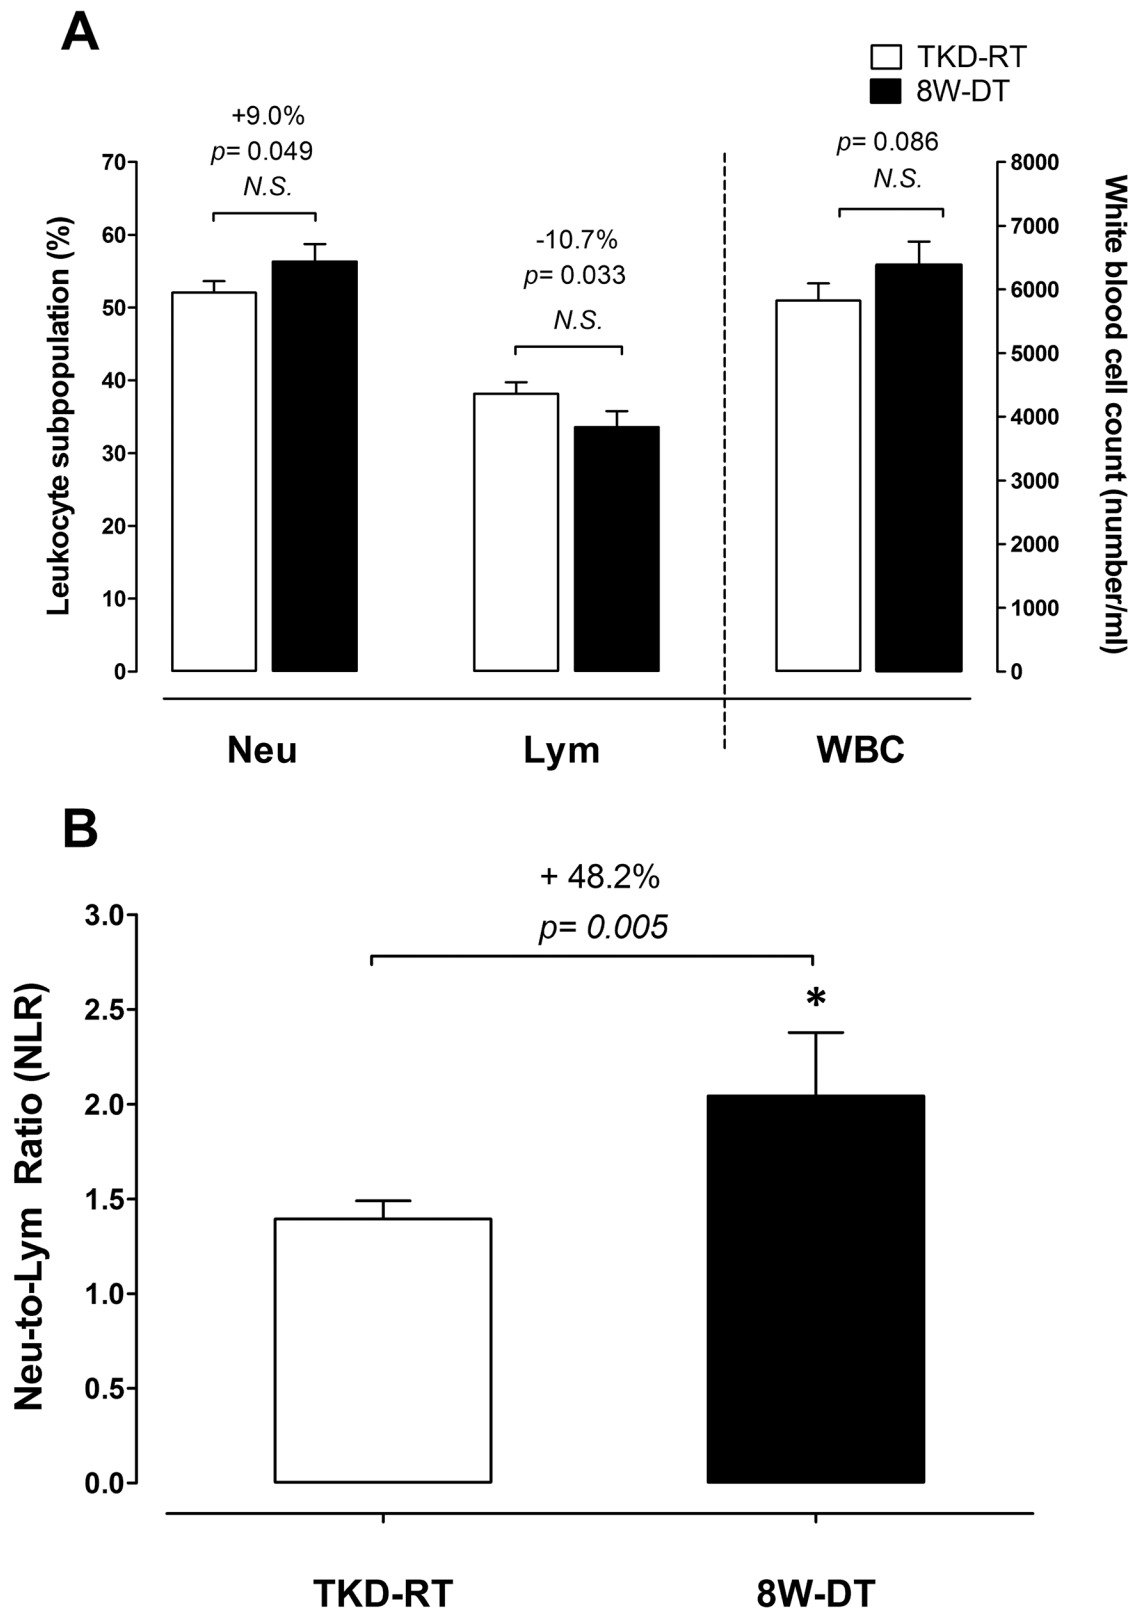 A
TKD-RT
8W-DT
+9.0%
p= 0.049
N.S.
-10.7%
p= 0.033
N.S.
p= 0.086
N.S.
Leukocyte subpopulation (%)
70
60
50
40
30
20
10
0
8000
7000
6000
5000
4000
3000
2000
1000
0
White blood cell count (number/ml)
Neu
Lym
WBC
B
+ 48.2%
p= 0.005
*
Neu-to-Lym Ratio (NLR)
3.0
2.5
2.0
1.5
1.0
0.5
0.0
TKD-RT
8W-DT